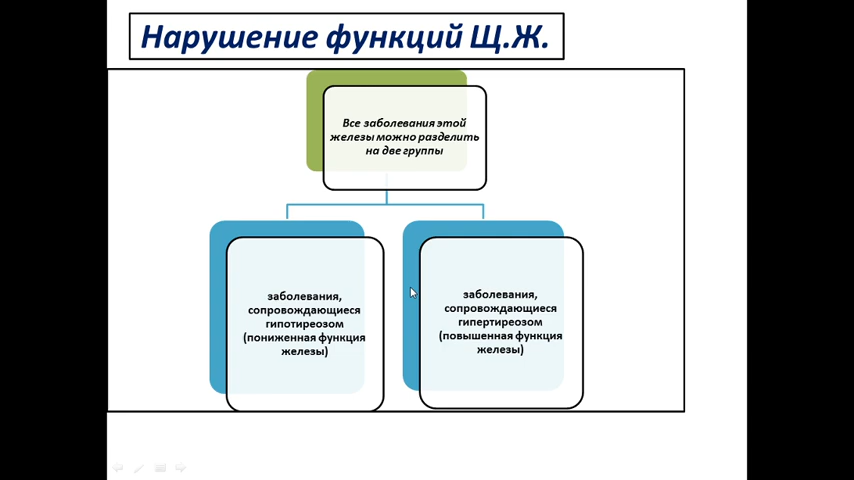 Нарушение функций Щ.Ж.
Все заболевания этой
железы можно разделить
на две группы
заболевания,
сопровождающиеся
гипотиреозом
(пониженная функция
железы)
заболевания,
сопровождающиеся
гипертиреозом
(повышенная функция
железы)